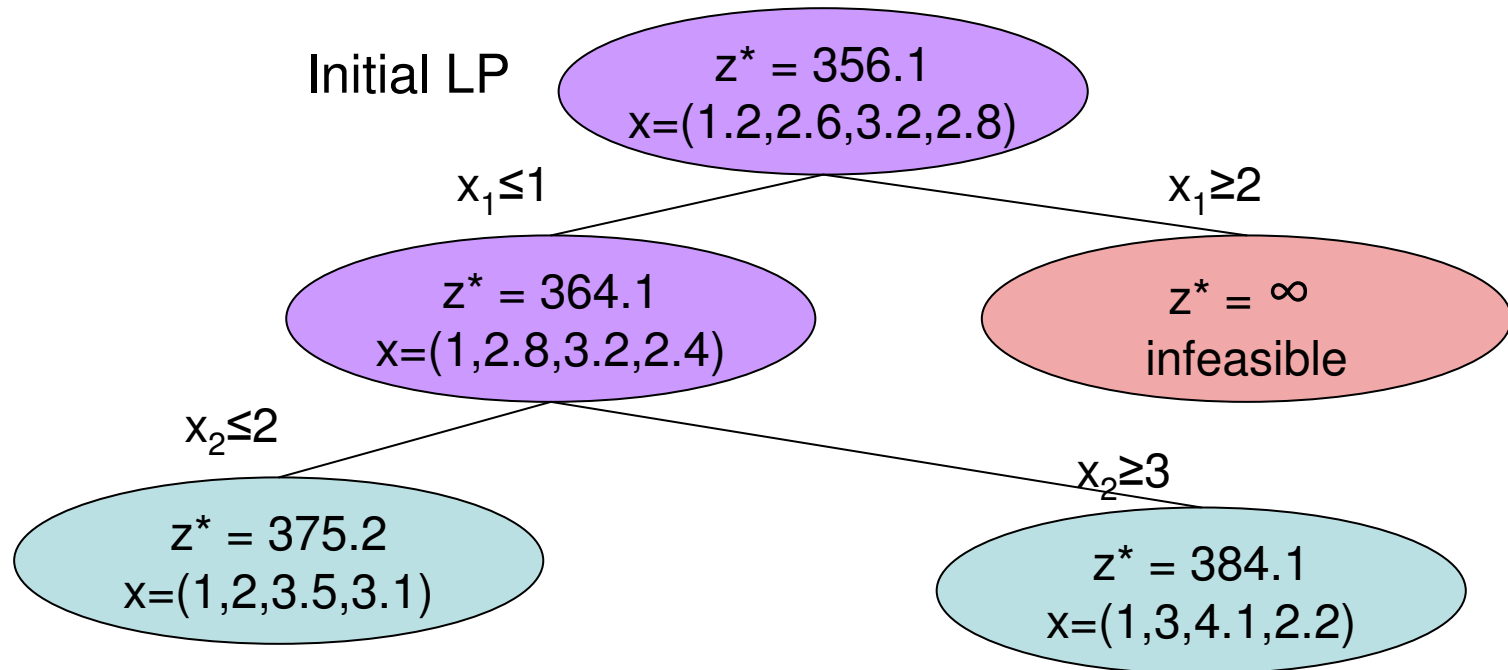 Initial LP
z* = 356.1
x=(1.2,2.6,3.2,2.8)
x₁≤1
x₁≥2
z* = 364.1
x=(1,2.8,3.2,2.4)
z* = ∞
infeasible
x₂≤2
x₂≥3
z* = 375.2
x=(1,2,3.5,3.1)
z* = 384.1
x=(1,3,4.1,2.2)